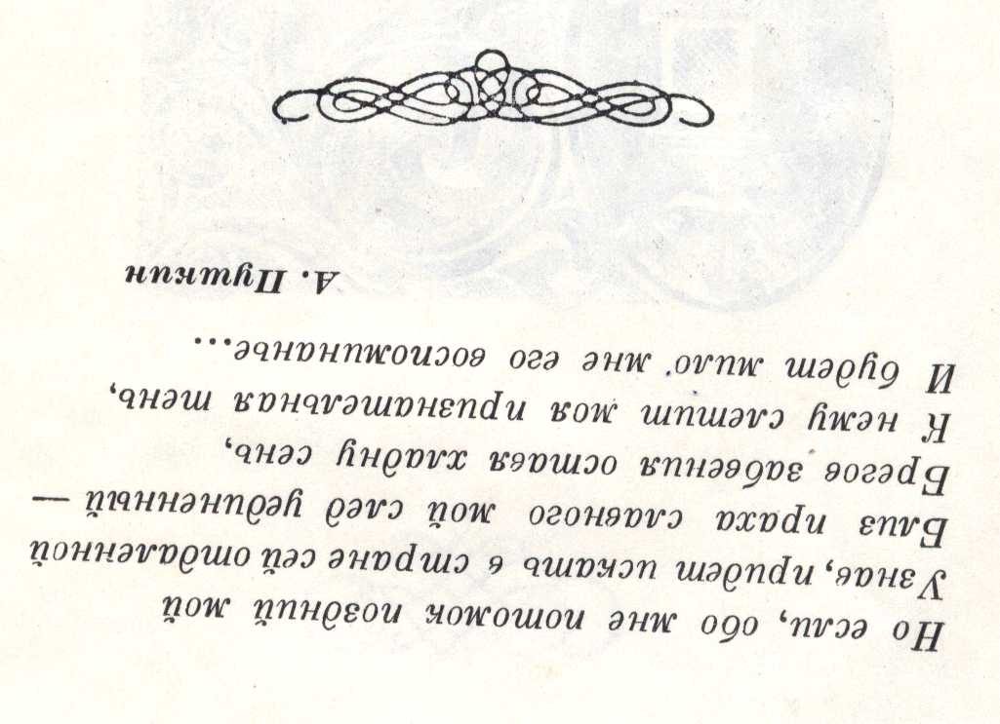 Но если, обо мне потомок поздний мой
Узнав, придет искать в стране сей отдаленной
Близ праха славного мой след уединенный —
Брегов забвения оставя хладну сень,
К нему слетит моя признательная тень,
И будет мило мне его воспоминанье...
А. Пушкин